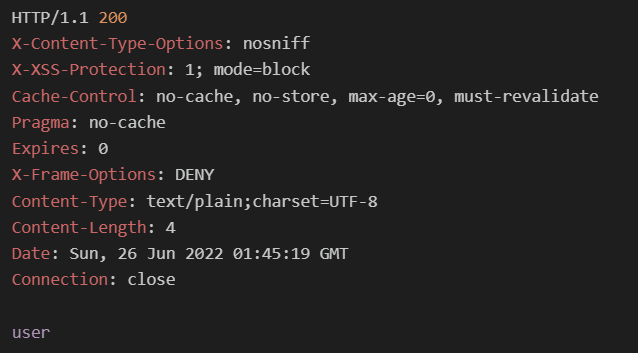 HTTP/1.1 200
X-Content-Type-Options: nosniff
X-XSS-Protection: 1; mode=block
Cache-Control: no-cache, no-store, max-age=0, must-revalidate
Pragma: no-cache
Expires: 0
X-Frame-Options: DENY
Content-Type: text/plain;charset=UTF-8
Content-Length: 4
Date: Sun, 26 Jun 2022 01:45:19 GMT
Connection: close
user